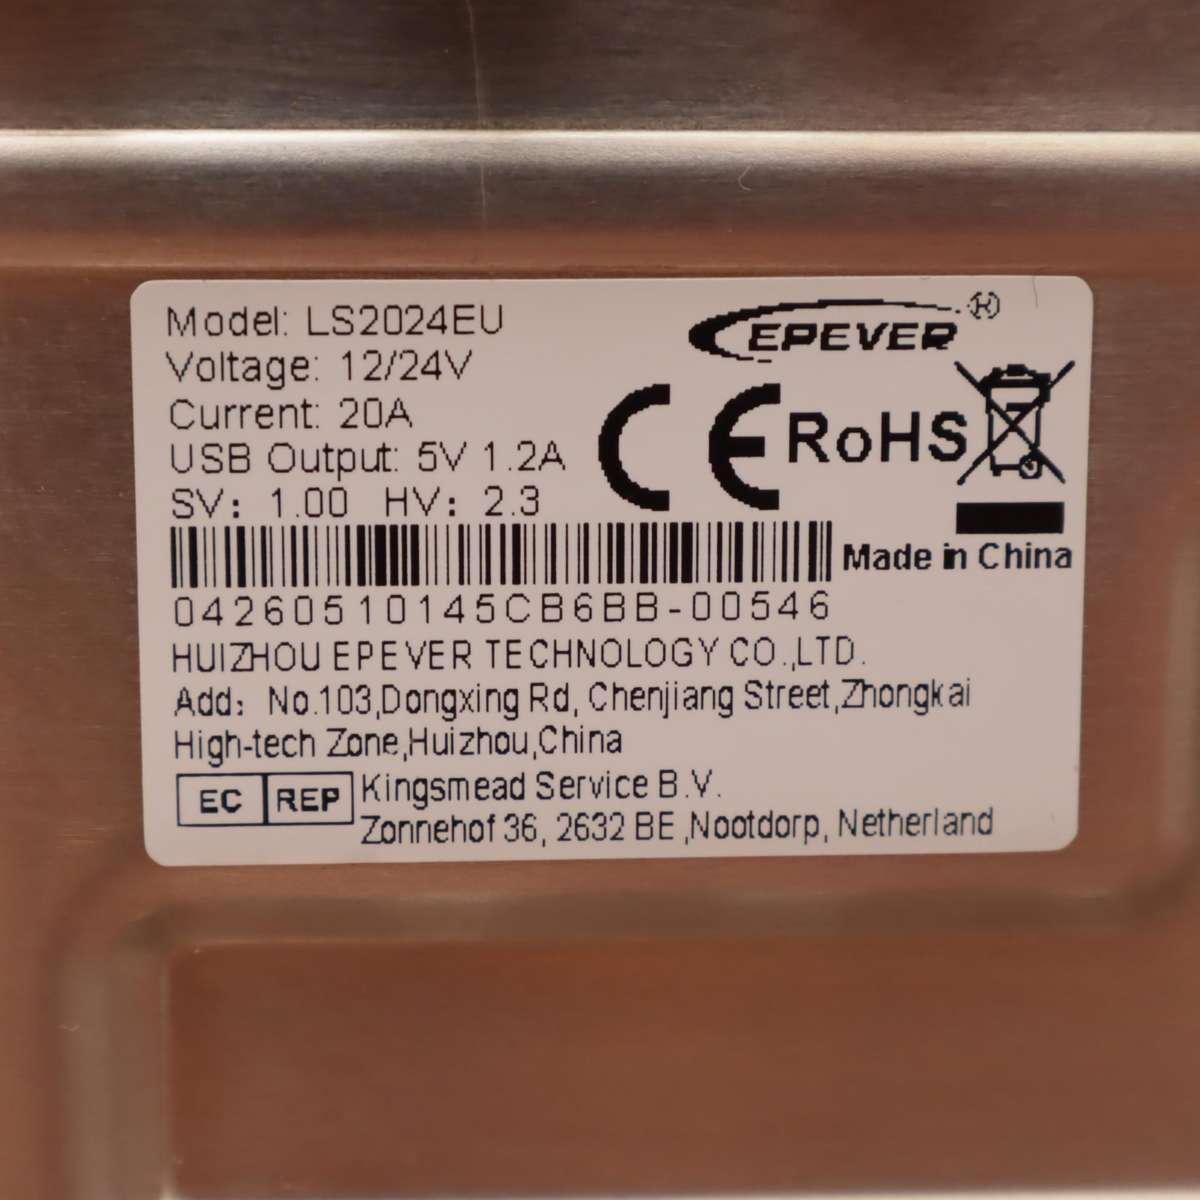 Model: LS2024EU
EPEVER®
Voltage: 12/24V
Current: 20A
USB Output: 5V 1.2A
SV: 1.00 HV: 2.3
CE RoHS
Made in China
04260510145CB6BB-00546
HUIZHOU EPEVER TECHNOLOGY CO.,LTD.
Add: No.103,Dongxing Rd, Chenjiang Street,Zhongkai
High-tech Zone,Huizhou,China
EC REP Kingsmead Service B.V.
Zonnehof 36, 2632 BE ,Nootdorp, Netherland